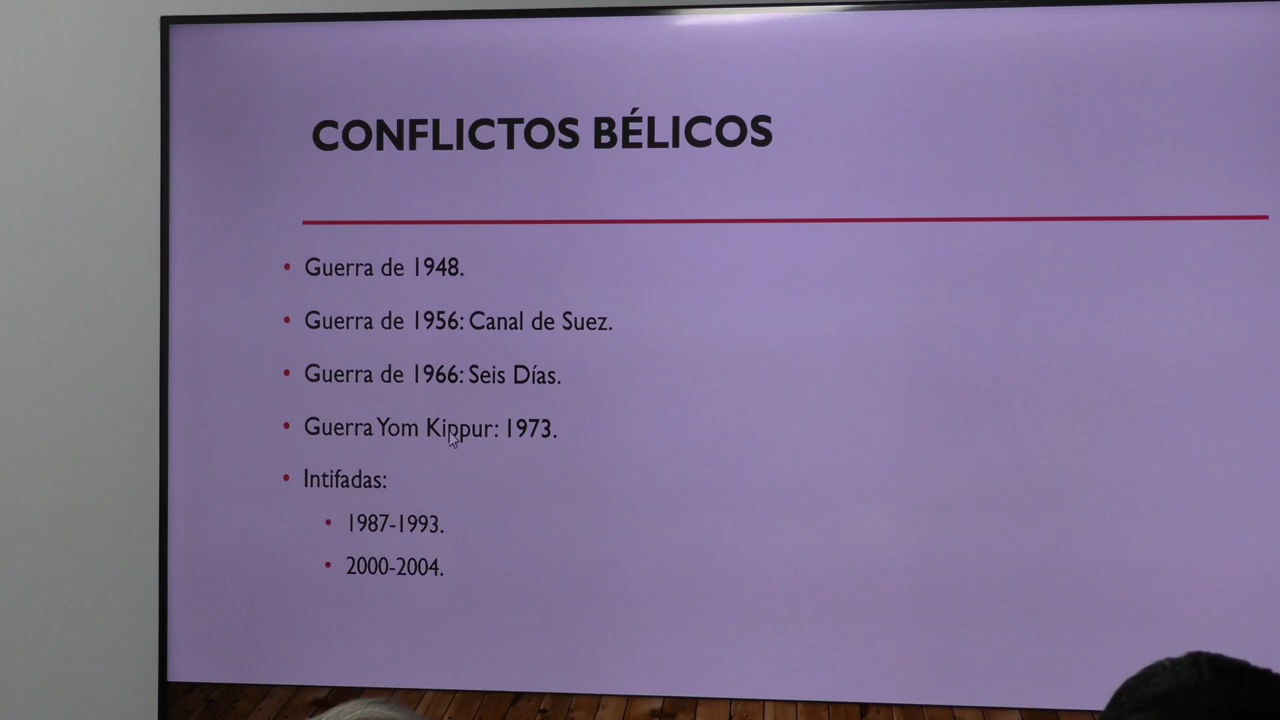 CONFLICTOS BÉLICOS
Guerra de 1948.
Guerra de 1956: Canal de Suez.
Guerra de 1966: Seis Días.
Guerra Yom Kippur: 1973.
Intifadas:
1987-1993.
2000-2004.